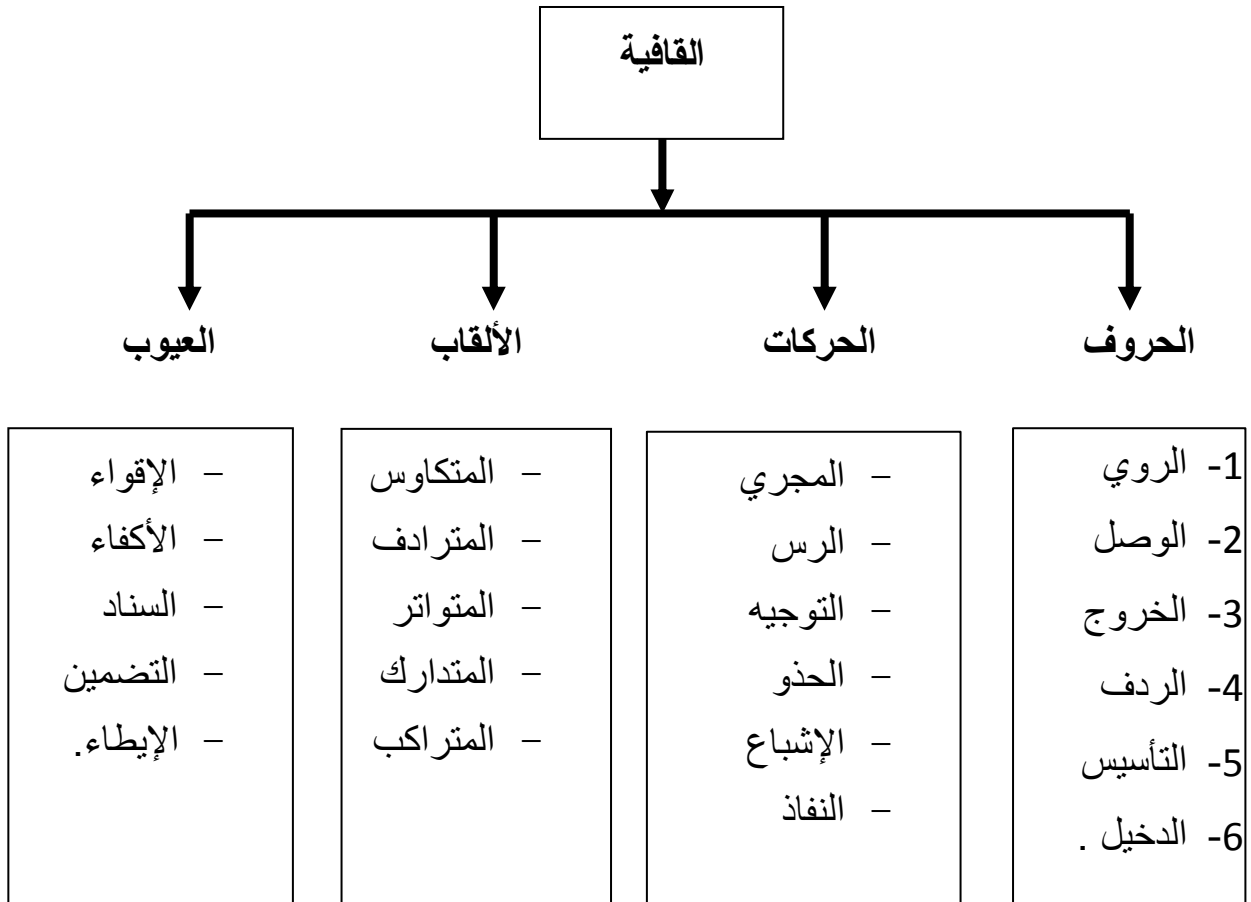 القافية
الحروف
الحركات
الألقاب
العيوب
1- الروي
2- الوصل
3- الخروج
4- الردف
5- التأسيس
6- الدخيل .
– المجري
– الرس
– التوجيه
– الحذو
– الإشباع
– النفاذ
– المتكاوس
– المترادف
– المتواتر
– المتدارك
– المتراكب
– الإقواء
– الأكفاء
– السناد
– التضمين
– الإيطاء.